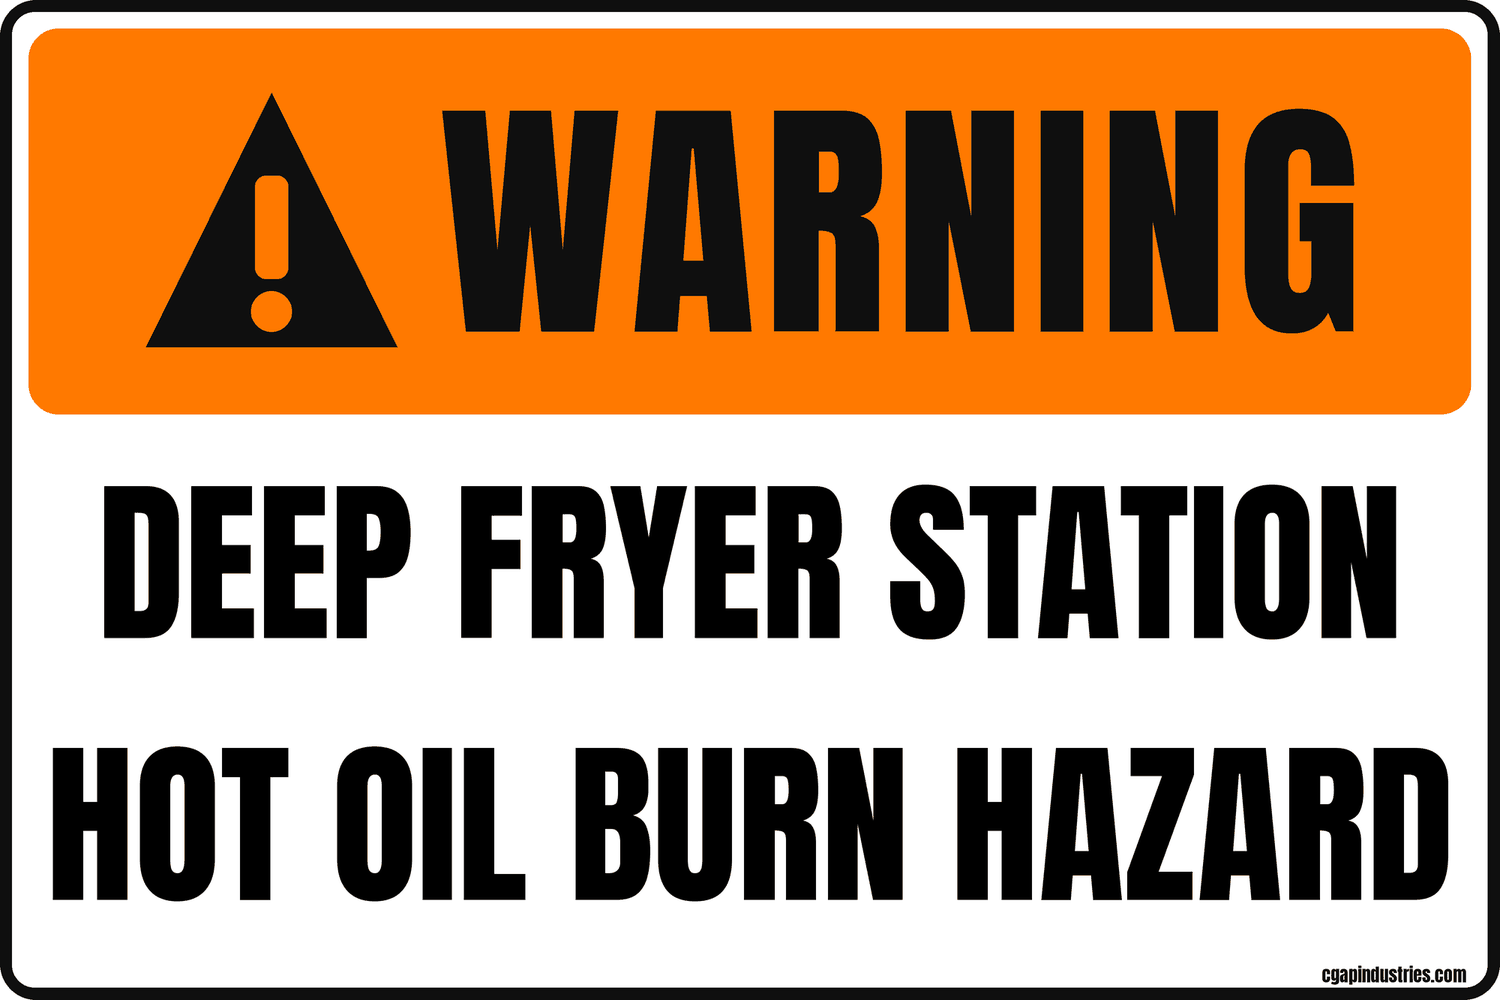 WARNING
DEEP FRYER STATION
HOT OIL BURN HAZARD
cgapindustries.com